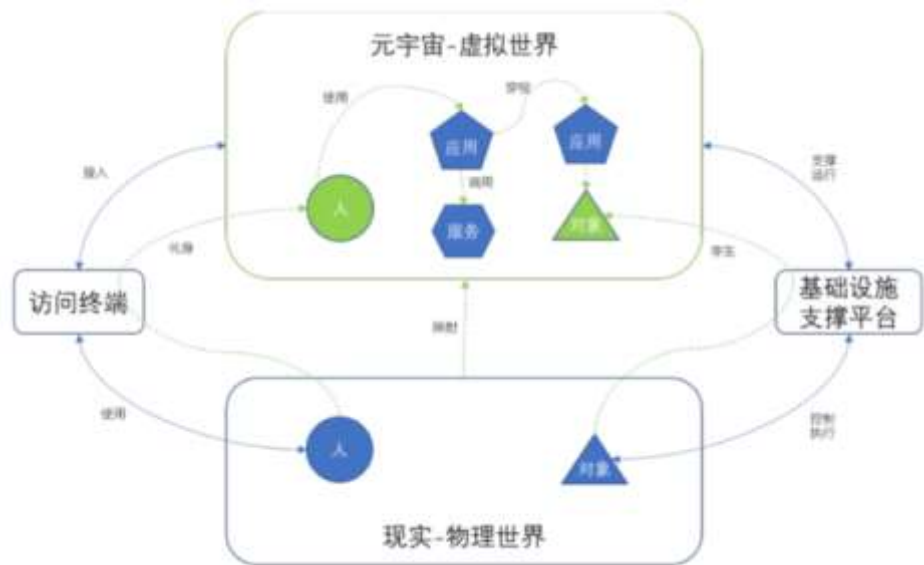 元宇宙-虚拟世界
使用
穿梭
应用
应用
接入
调用
支撑
运行
人
服务
对象
化身
孪生
访问终端
基础设施
支撑平台
映射
使用
人
对象
控制
执行
现实-物理世界